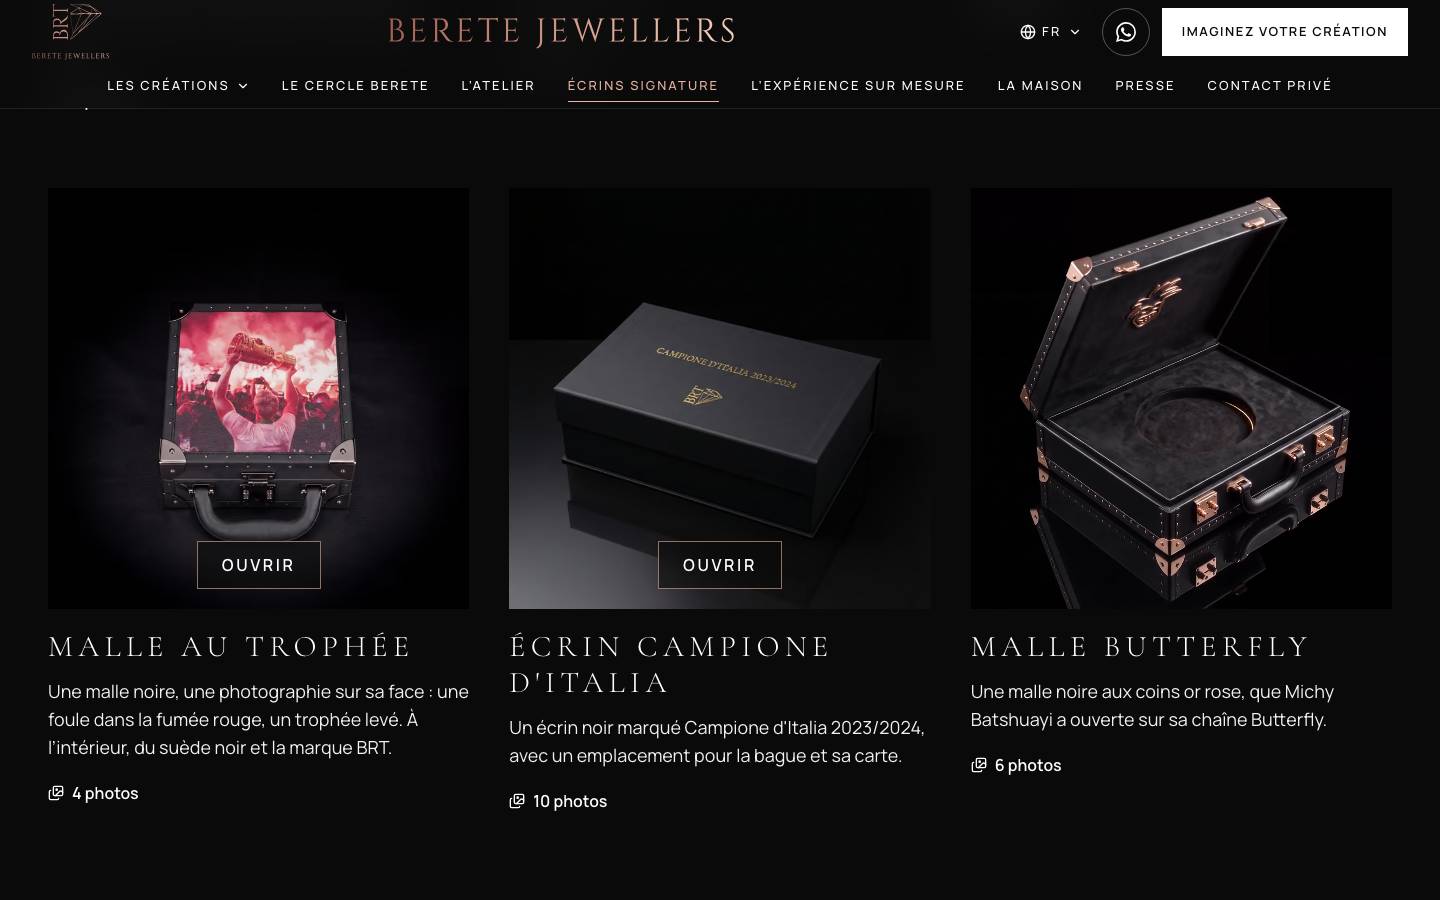 BRT
BERETE JEWELLERS
BERETE JEWELLERS
FR
IMAGINEZ VOTRE CRÉATION
LES CRÉATIONS
LE CERCLE BERETE
L'ATELIER
ÉCRINS SIGNATURE
L'EXPÉRIENCE SUR MESURE
LA MAISON
PRESSE
CONTACT PRIVÉ
CAMPIONE D'ITALIA 2023/2024
BRT
OUVRIR
OUVRIR
MALLE AU TROPHÉE
Une malle noire, une photographie sur sa face : une
foule dans la fumée rouge, un trophée levé. À
l'intérieur, du suède noir et la marque BRT.
4 photos
ÉCRIN CAMPIONE
D'ITALIA
Un écrin noir marqué Campione d'Italia 2023/2024,
avec un emplacement pour la bague et sa carte.
10 photos
MALLE BUTTERFLY
Une malle noire aux coins or rose, que Michy
Batshuayi a ouverte sur sa chaîne Butterfly.
6 photos